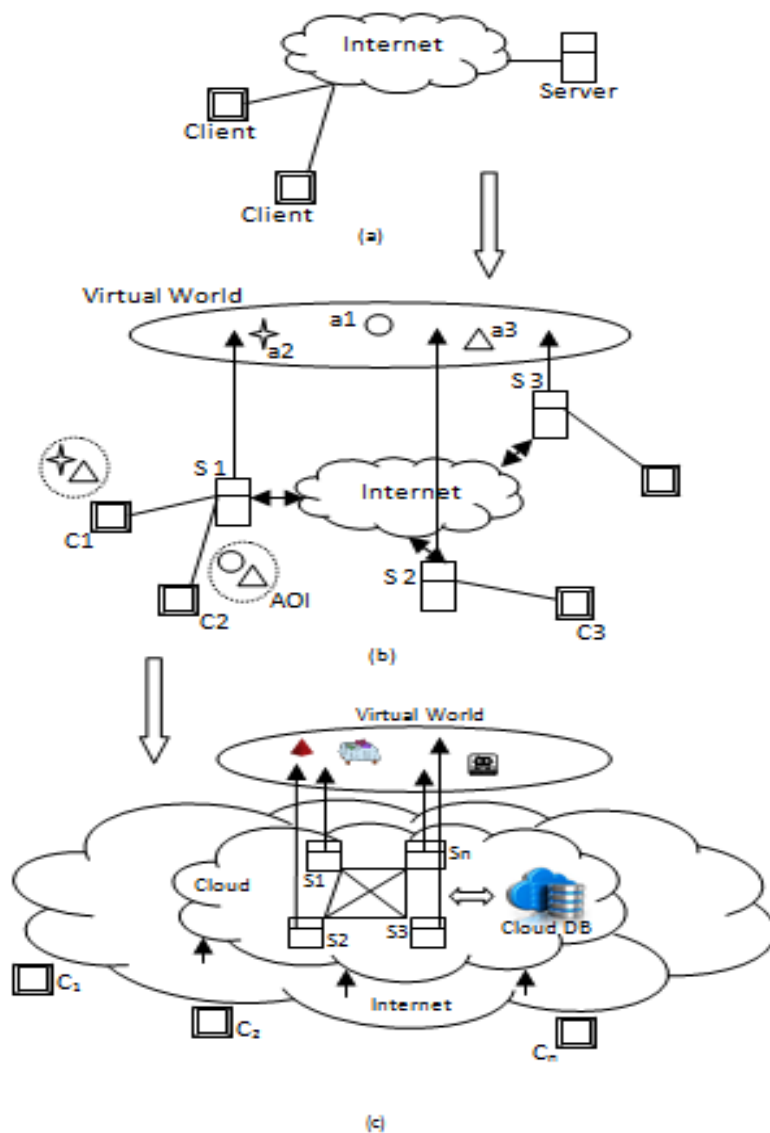 Internet
Server
Client
Client
(a)
Virtual World
a1
a2
a3
S 3
S 1
Internet
C1
S 2
AOI
C2
C3
(b)
Virtual World
S1
Sn
Cloud
S2
S3
Cloud DB
C₁
Internet
C₂
Cₙ
(c)